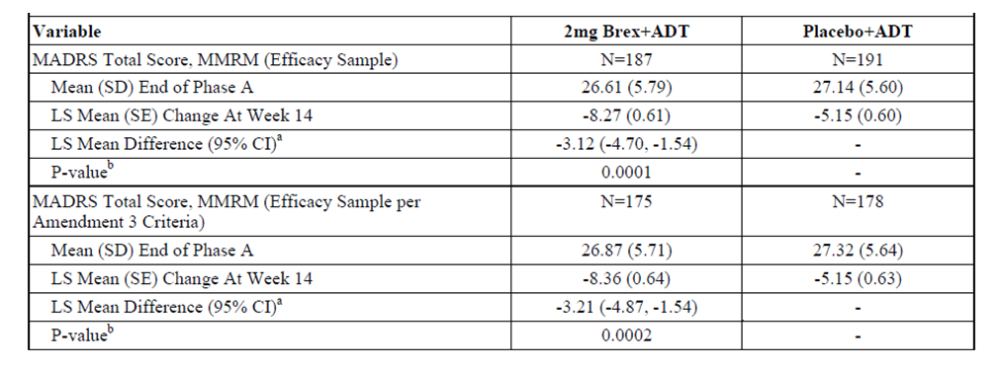 Variable 2mg Brex+ADT Placebo+ADT
MADRS Total Score, MMRM (Efficacy Sample) N=187 N=191
Mean (SD) End of Phase A 26.61 (5.79) 27.14 (5.60)
LS Mean (SE) Change At Week 14 -8.27 (0.61) -5.15 (0.60)
LS Mean Difference (95% CI)a -3.12 (-4.70, -1.54) -
P-valueb 0.0001 -
MADRS Total Score, MMRM (Efficacy Sample per N=175 N=178
Amendment 3 Criteria)
Mean (SD) End of Phase A 26.87 (5.71) 27.32 (5.64)
LS Mean (SE) Change At Week 14 -8.36 (0.64) -5.15 (0.63)
LS Mean Difference (95% CI)a -3.21 (-4.87, -1.54) -
P-valueb 0.0002 -